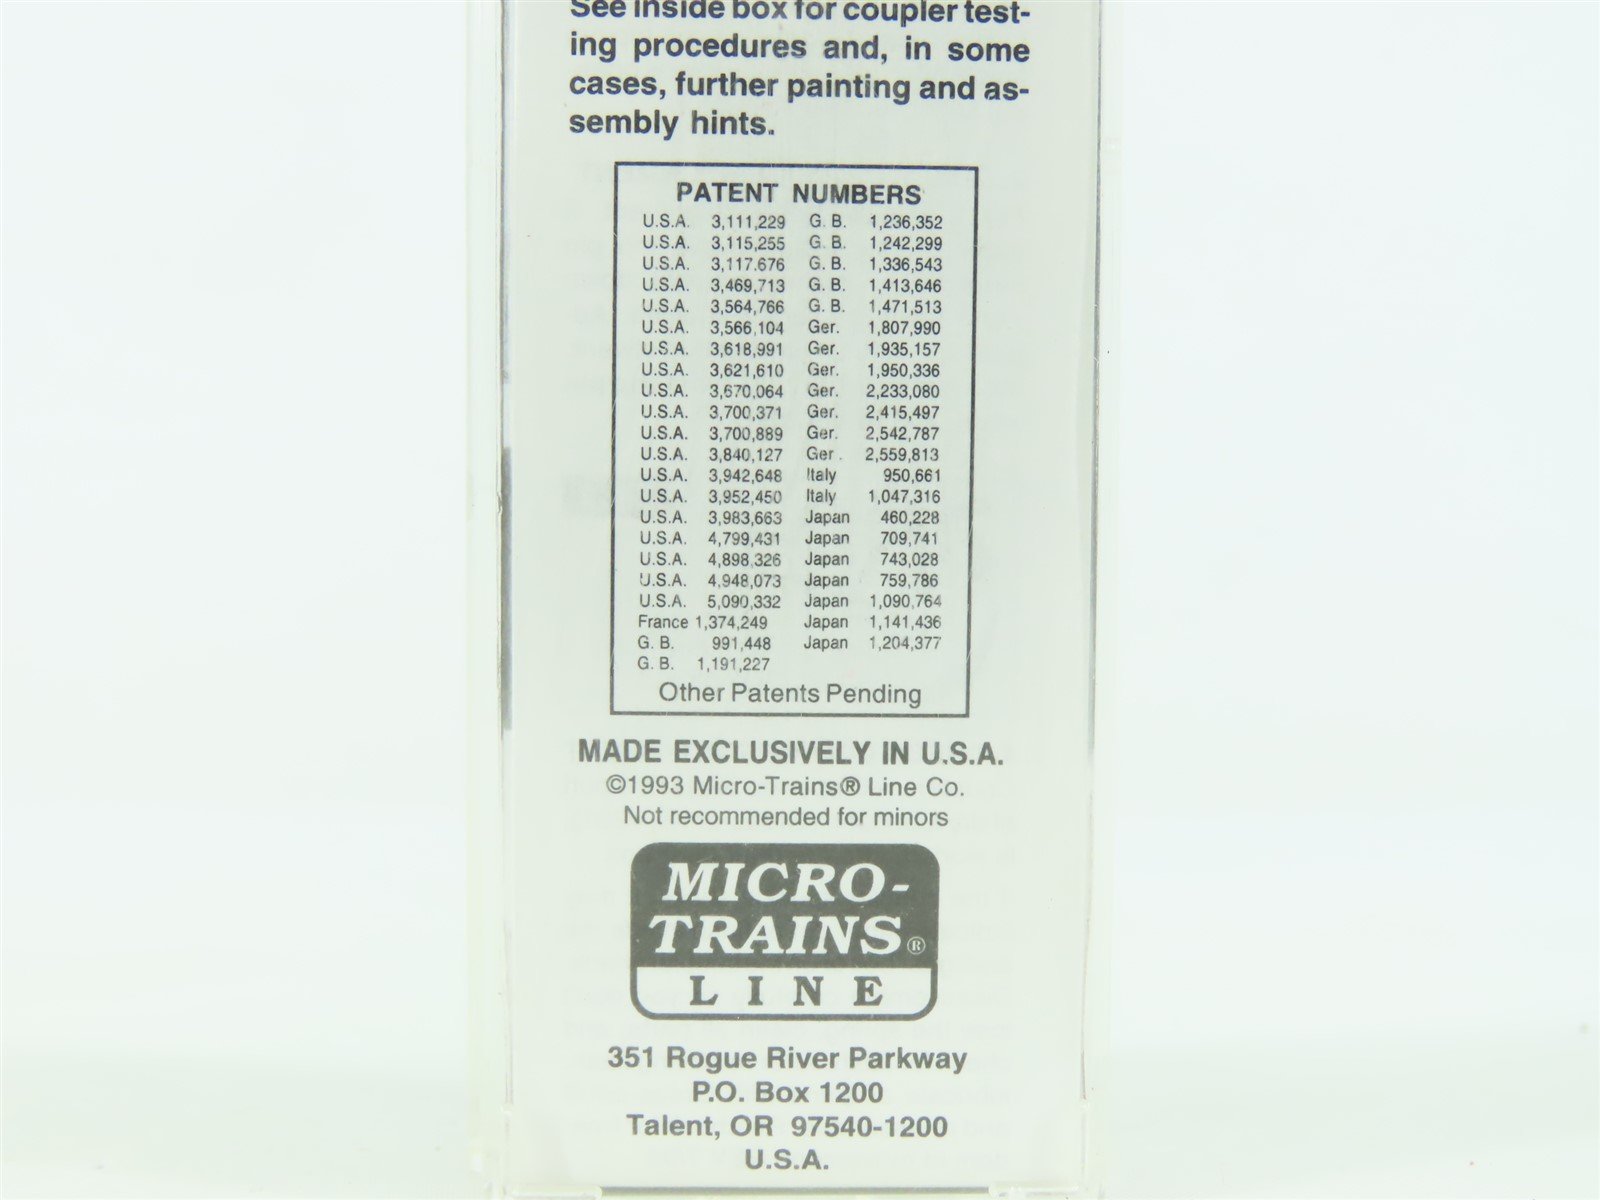 See inside box for coupler test-
ing procedures and, in some
cases, further painting and as-
sembly hints.
PATENT NUMBERS
U.S.A. 3,111,229 G. B. 1,236,352
U.S.A. 3,115,255 G. B. 1,242,299
U.S.A. 3,117.676 G. B. 1,336,543
U.S.A. 3,469,713 G. B. 1,413,646
U.S.A. 3,564,766 G. B. 1,471,513
U.S.A. 3,566,104 Ger. 1,807,990
U.S.A. 3,618,991 Ger. 1,935,157
U.S.A. 3,621,610 Ger. 1,950,336
U.S.A. 3,670,064 Ger. 2,233,080
U.S.A. 3,700,371 Ger. 2,415,497
U.S.A. 3,700,889 Ger. 2,542,787
U.S.A. 3,840,127 Ger. 2,559,813
U.S.A. 3,942,648 Italy 950,661
U.S.A. 3,952,450 Italy 1,047,316
U.S.A. 3,983,663 Japan 460,228
U.S.A. 4,799,431 Japan 709,741
U.S.A. 4,898,326 Japan 743,028
U.S.A. 4,948,073 Japan 759,786
U.S.A. 5,090,332 Japan 1,090,764
France 1,374,249 Japan 1,141,436
G. B. 991,448 Japan 1,204,377
G. B. 1,191,227
Other Patents Pending
MADE EXCLUSIVELY IN U.S.A.
©1993 Micro-Trains® Line Co.
Not recommended for minors
MICRO-
TRAINS®
LINE
351 Rogue River Parkway
P.O. Box 1200
Talent, OR 97540-1200
U.S.A.